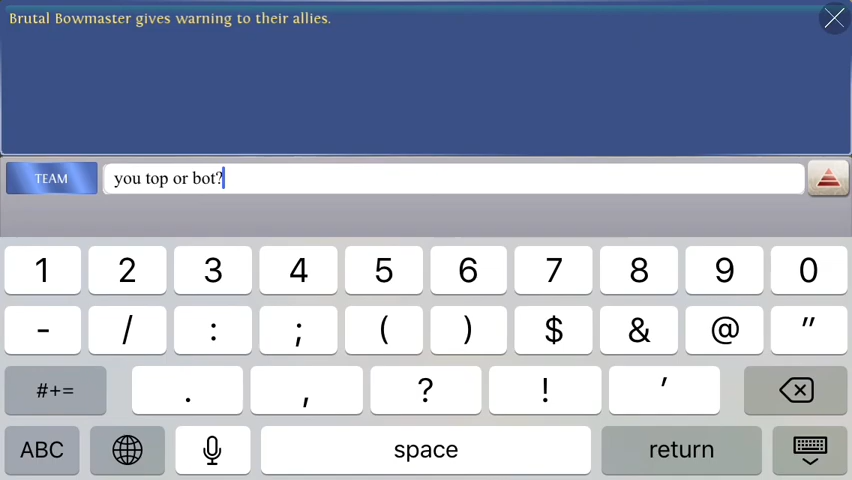 Brutal Bowmaster gives warning to their allies.
TEAM
you top or bot?
1 2 3 4 5 6 7 8 9 0
- / : ; ( ) $ & @ "
#+= . , ? ! '
ABC space return